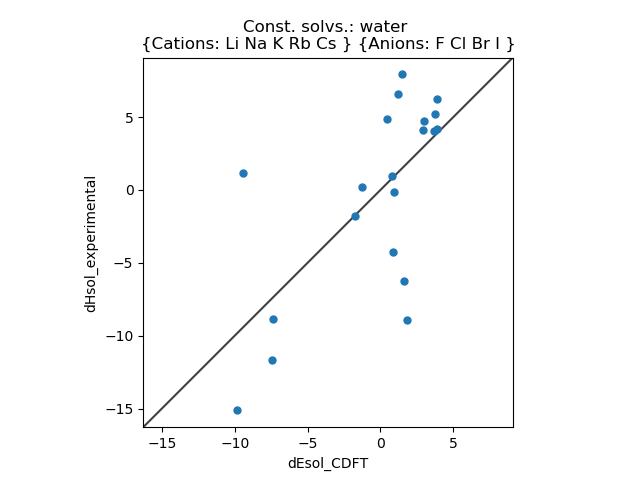 Const. solvs.: water
{Cations: Li Na K Rb Cs } {Anions: F Cl Br I }
5
0
−5
−10
−15
dHsol_experimental
−15
−10
−5
0
5
dEsol_CDFT